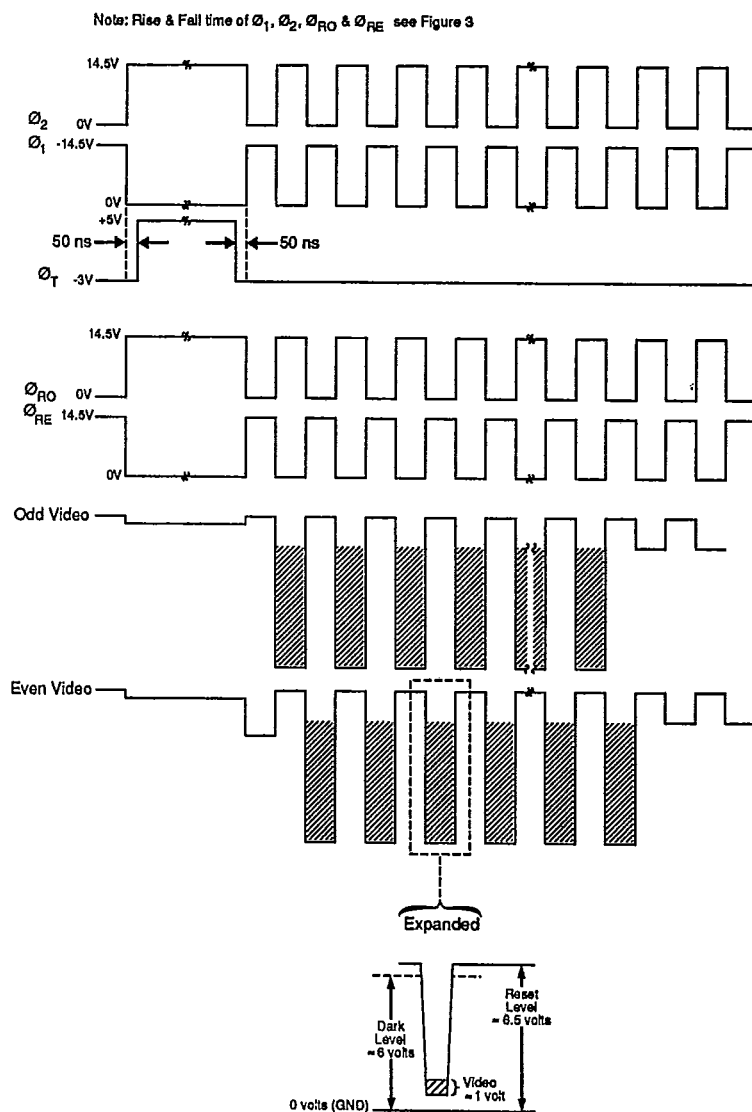 Note: Rise & Fall time of Ø1, Ø2, ØRO & ØRE see Figure 3
14.5V
Ø2 0V
Ø1 -14.5V
0V
+5V
50 ns 50 ns
ØT -3V
14.5V
ØRO 0V
ØRE 14.5V
0V
Odd Video
Even Video
Expanded
Dark
Level
≈ 6 volts
Reset
Level
≈ 6.5 volts
Video
≈ 1 volt
0 volts (GND)